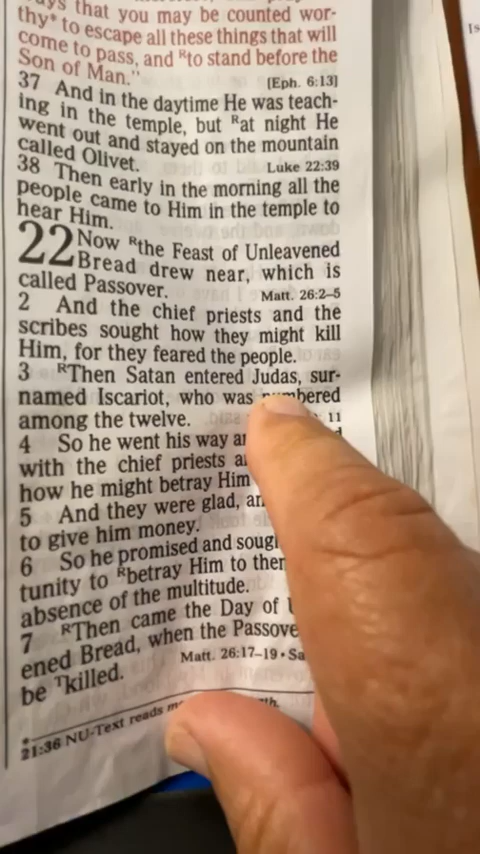 that you may be counted wor-
thy* to escape all these things that will
come to pass, and ᴿto stand before the
Son of Man."
[Eph. 6:13]
37 And in the daytime He was teach-
ing in the temple, but ᴿat night He
went out and stayed on the mountain
called Olivet.
Luke 22:39
38 Then early in the morning all the
people came to Him in the temple to
hear Him.
22 Now ᴿthe Feast of Unleavened
Bread drew near, which is
called Passover.
Matt. 26:2–5
2 And the chief priests and the
scribes sought how they might kill
Him, for they feared the people.
3 ᴿThen Satan entered Judas, sur-
named Iscariot, who was numbered
among the twelve.
11
4 So he went his way
with the chief priests
how he might betray Him
5 And they were glad,
to give him money.
6 So he promised and
tunity to ᴿbetray Him to
absence of the multitude.
7 ᴿThen came the Day of
ened Bread, when the
Matt. 26:17–19 •
be ᵀkilled.
*
21:36 NU-Text reads